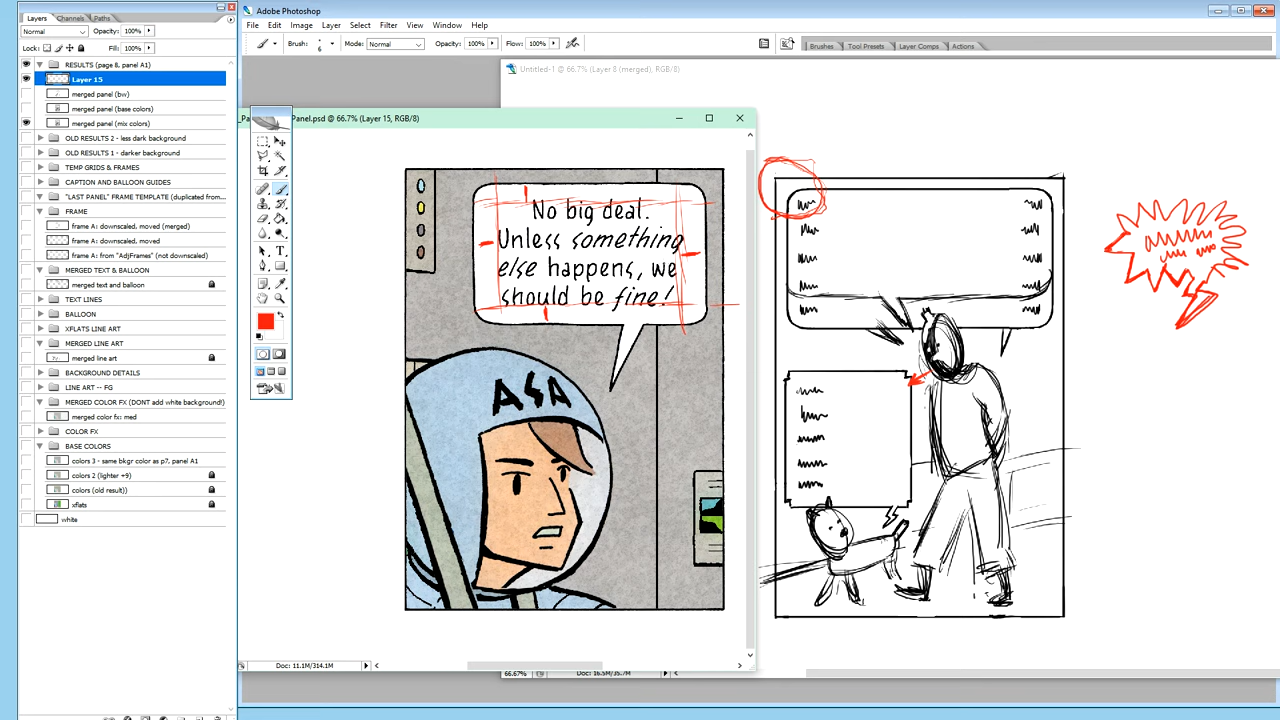 Layers Channels Paths
Normal Opacity: 100%
Lock: Fill: 100%
RESULTS (page 8, panel A1)
Layer 15
merged panel (bw)
merged panel (base colors)
merged panel (mix colors)
OLD RESULTS 2 - less dark background
OLD RESULTS 1 - darker background
TEMP GRIDS & FRAMES
CAPTION AND BALLOON GUIDES
"LAST PANEL" FRAME TEMPLATE (duplicated from...
FRAME
frame A: downscaled, moved (merged)
frame A: downscaled, moved
frame A: from "AdjFrames" (not downscaled)
MERGED TEXT & BALLOON
merged text and balloon
TEXT LINES
BALLOON
XFLATS LINE ART
MERGED LINE ART
merged line art
BACKGROUND DETAILS
LINE ART -- FG
MERGED COLOR FX (DONT add white background!)
merged color fx: med
COLOR FX
BASE COLORS
colors 3 - same bkgr color as p7, panel A1
colors 2 (lighter +9)
colors (old result))
xflats
white
Adobe Photoshop
File Edit Image Layer Select Filter View Window Help
Brush: 6 Mode: Normal Opacity: 100% Flow: 100%
Brushes Tool Presets Layer Comps Actions
Untitled-1 @ 66.7% (Layer 8 (merged), RGB/8)
Panel.psd @ 66.7% (Layer 15, RGB/8)
No big deal.
Unless something
else happens, we
should be fine!
ASA
Doc: 11.1M/314.1M
66.67% Doc: 16.5M/35.7M